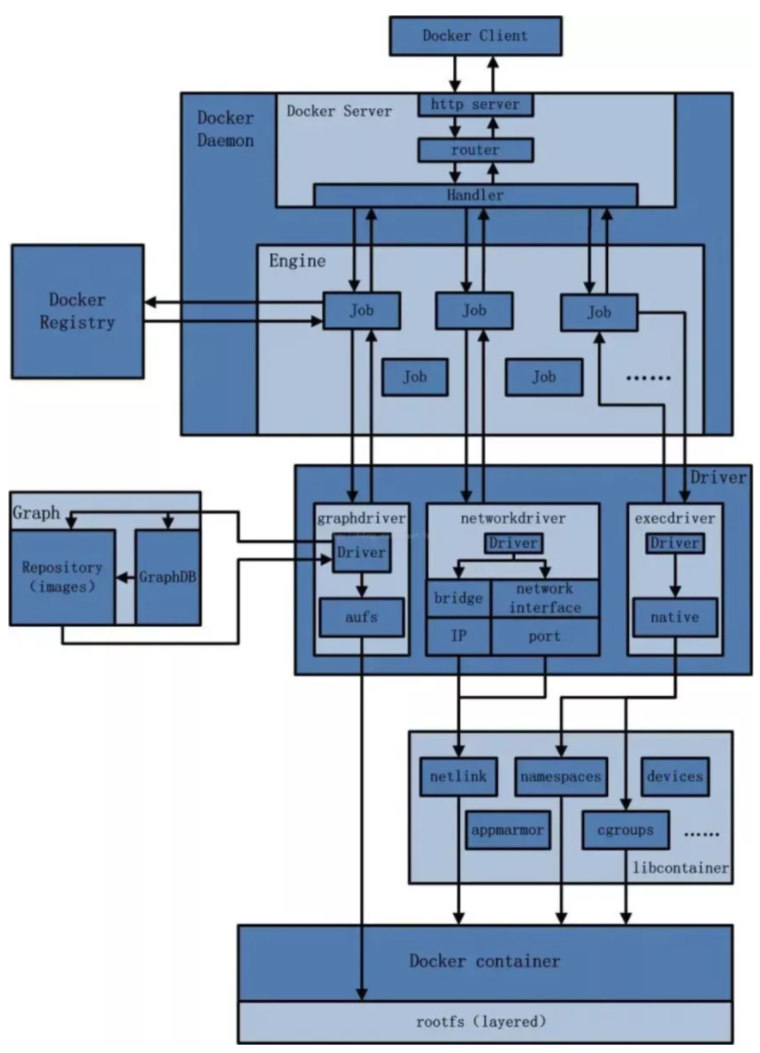 Docker Client
Docker Server
http server
Docker
Daemon
router
Handler
Engine
Docker
Registry
Job
Job
Job
Job
Job
......
Driver
Graph
graphdriver
networkdriver
execdriver
Driver
Driver
Driver
Repository
(images)
GraphDB
bridge
network
interface
aufs
native
IP
port
netlink
namespaces
devices
appmarmor
cgroups
......
libcontainer
Docker container
rootfs (layered)